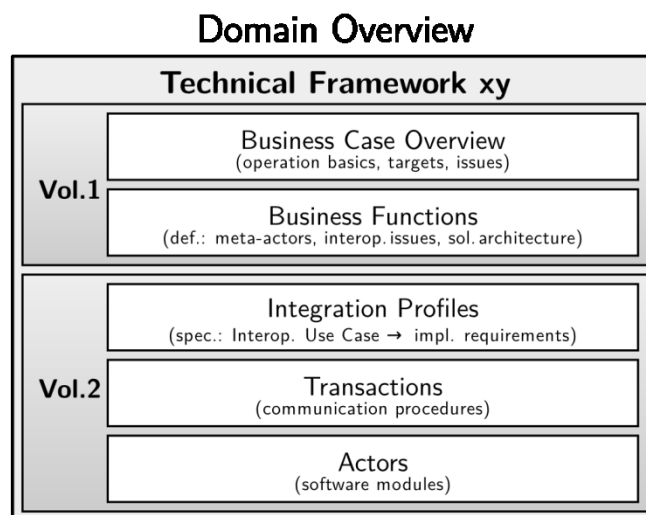 Domain Overview
Technical Framework xy
Vol.1
Business Case Overview
(operation basics, targets, issues)
Business Functions
(def.: meta-actors, interop. issues, sol. architecture)
Vol.2
Integration Profiles
(spec.: Interop. Use Case → impl. requirements)
Transactions
(communication procedures)
Actors
(software modules)